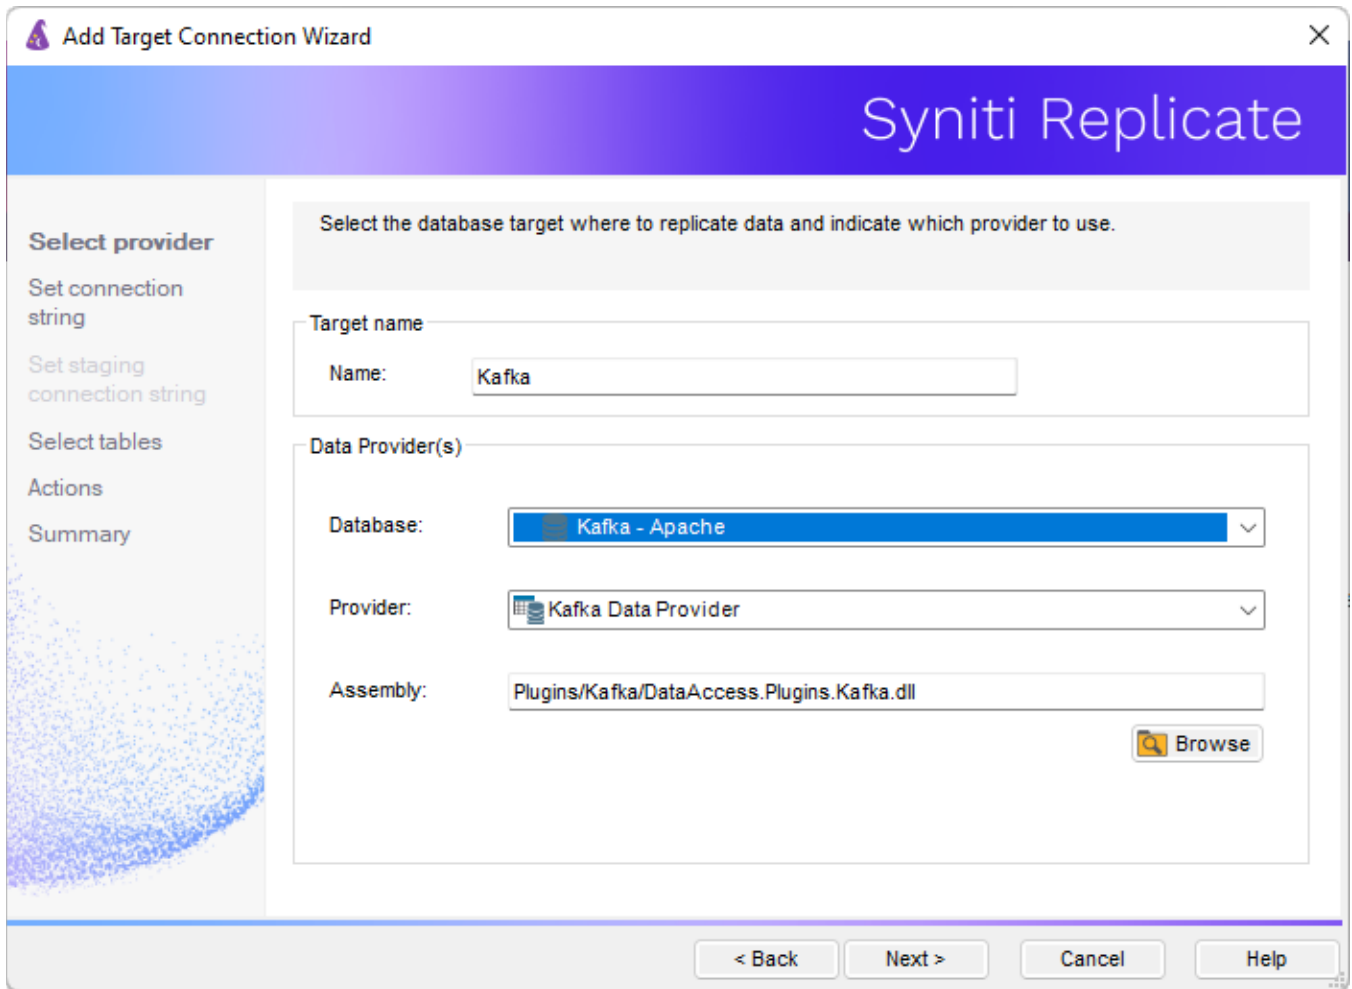 Add Target Connection Wizard
Syniti Replicate
Select provider
Set connection
string
Set staging
connection string
Select tables
Actions
Summary
Select the database target where to replicate data and indicate which provider to use.
Target name
Name:
Kafka
Data Provider(s)
Database:
Kafka - Apache
Provider:
Kafka Data Provider
Assembly:
Plugins/Kafka/DataAccess.Plugins.Kafka.dll
Browse
< Back
Next >
Cancel
Help